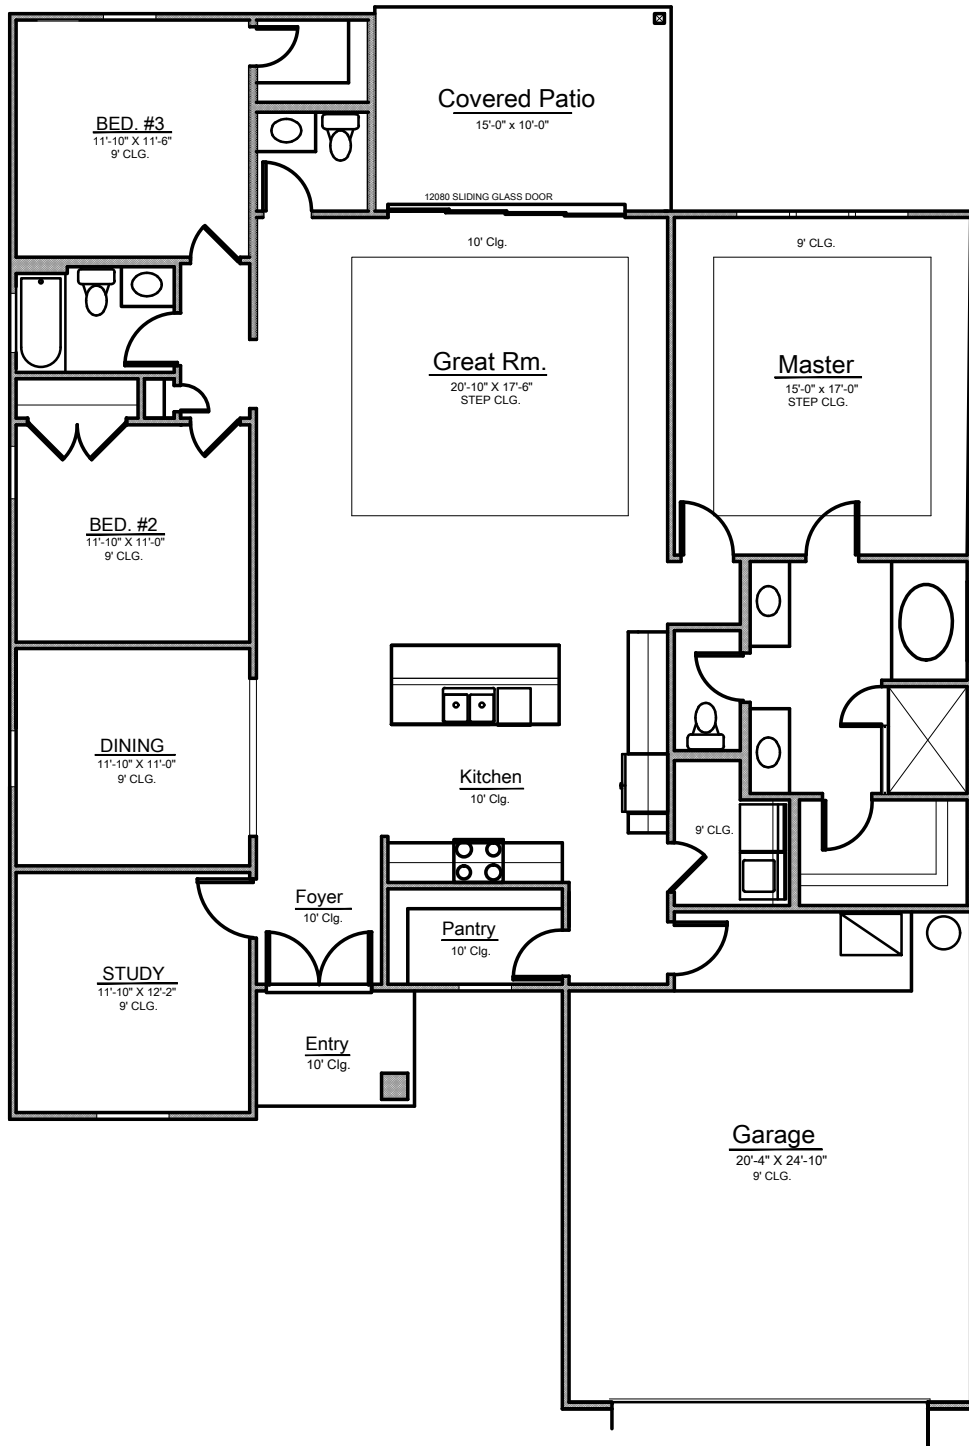 Covered Patio
15'-0" x 10'-0"
BED. #3
11'-10" X 11'-6"
9' CLG.
12080 SLIDING GLASS DOOR
10' Clg.
9' CLG.
Great Rm.
20'-10" X 17'-6"
STEP CLG.
Master
15'-0" x 17'-0"
STEP CLG.
BED. #2
11'-10" X 11'-0"
9' CLG.
DINING
11'-10" X 11'-0"
9' CLG.
Kitchen
10' Clg.
9' CLG.
Foyer
10' Clg.
Pantry
10' Clg.
STUDY
11'-10" X 12'-2"
9' CLG.
Entry
10' Clg.
Garage
20'-4" X 24'-10"
9' CLG.